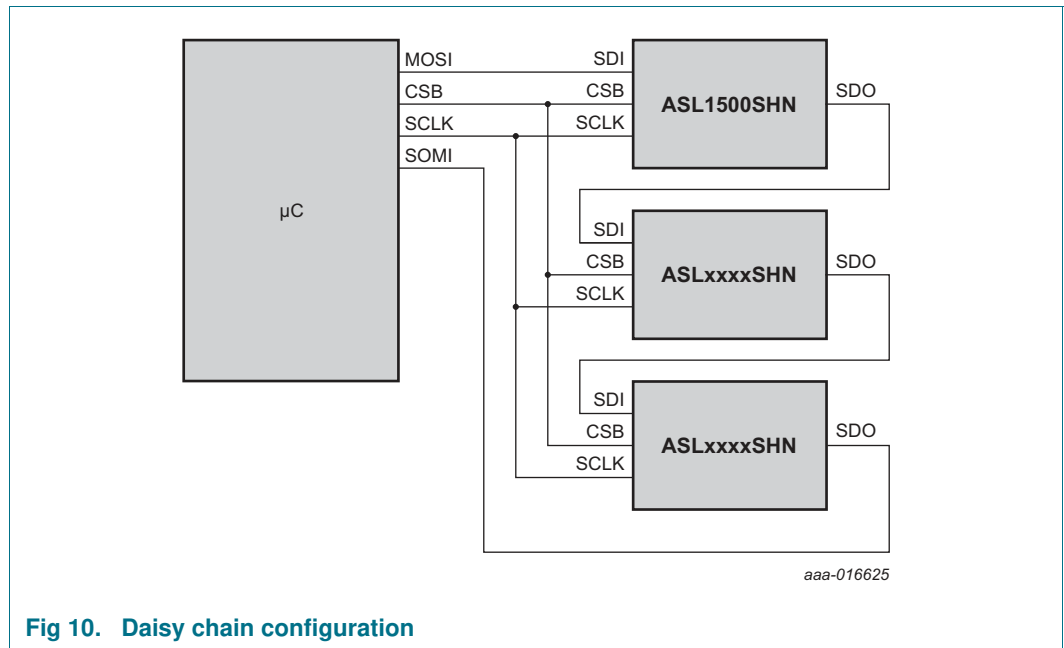 µC
MOSI
CSB
SCLK
SOMI
SDI
CSB
SCLK
ASL1500SHN
SDO
SDI
CSB
SCLK
ASLxxxxSHN
SDO
SDI
CSB
SCLK
ASLxxxxSHN
SDO
aaa-016625
Fig 10. Daisy chain configuration